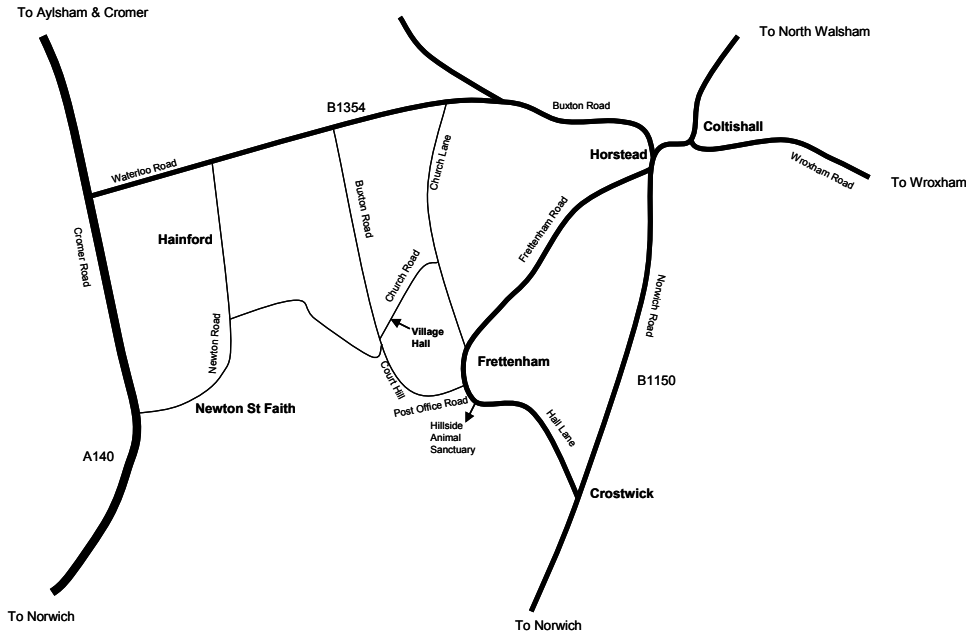 To Aylsham & Cromer
To North Walsham
B1354
Buxton Road
Coltishall
Horstead
Wroxham Road
To Wroxham
Waterloo Road
Church Lane
Buxton Road
Frettenham Road
Hainford
Cromer Road
Church Road
Norwich Road
Newton Road
Village
Hall
Frettenham
Court Hill
B1150
Newton St Faith
Post Office Road
Hillside
Animal
Sanctuary
Hall Lane
A140
Crostwick
To Norwich
To Norwich